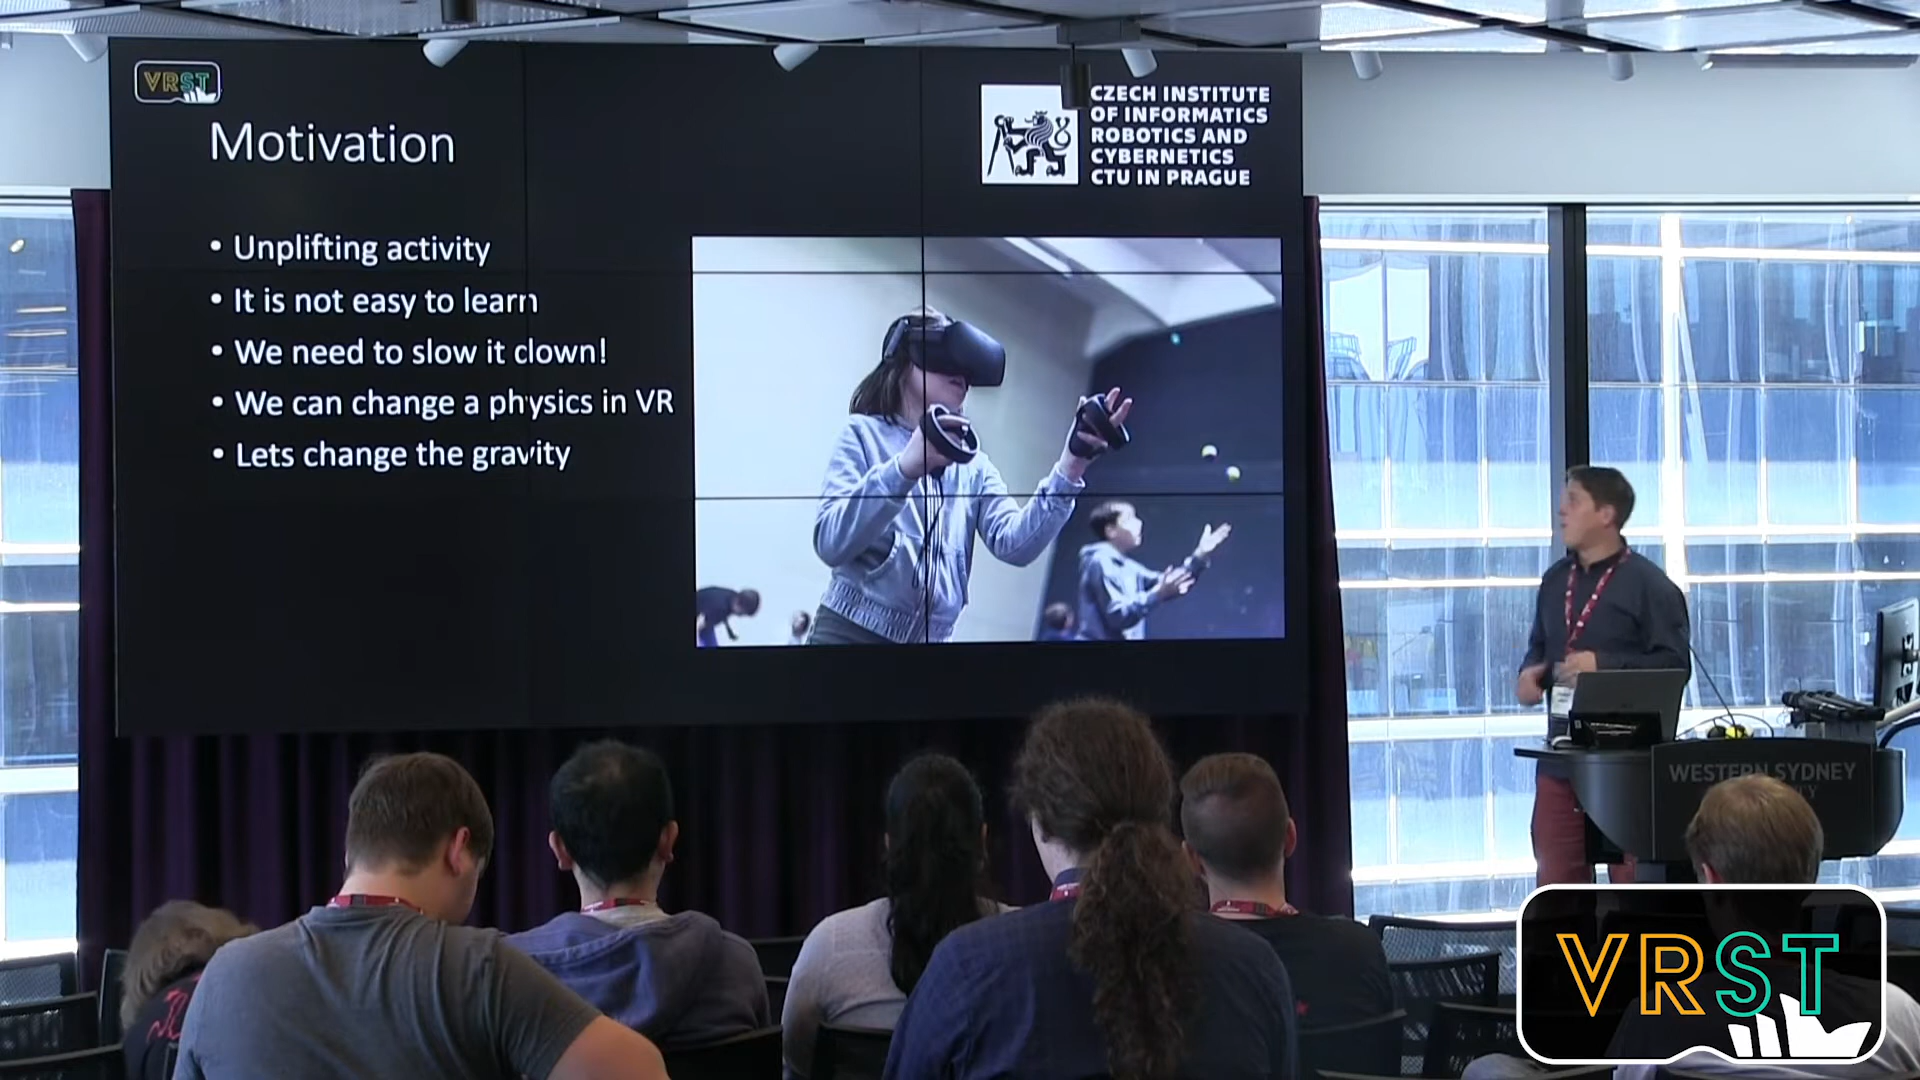 VRST
Motivation
CZECH INSTITUTE
OF INFORMATICS
ROBOTICS AND
CYBERNETICS
CTU IN PRAGUE
• Unplifting activity
• It is not easy to learn
• We need to slow it clown!
• We can change a physics in VR
• Lets change the gravity
WESTERN SYDNEY
VRST